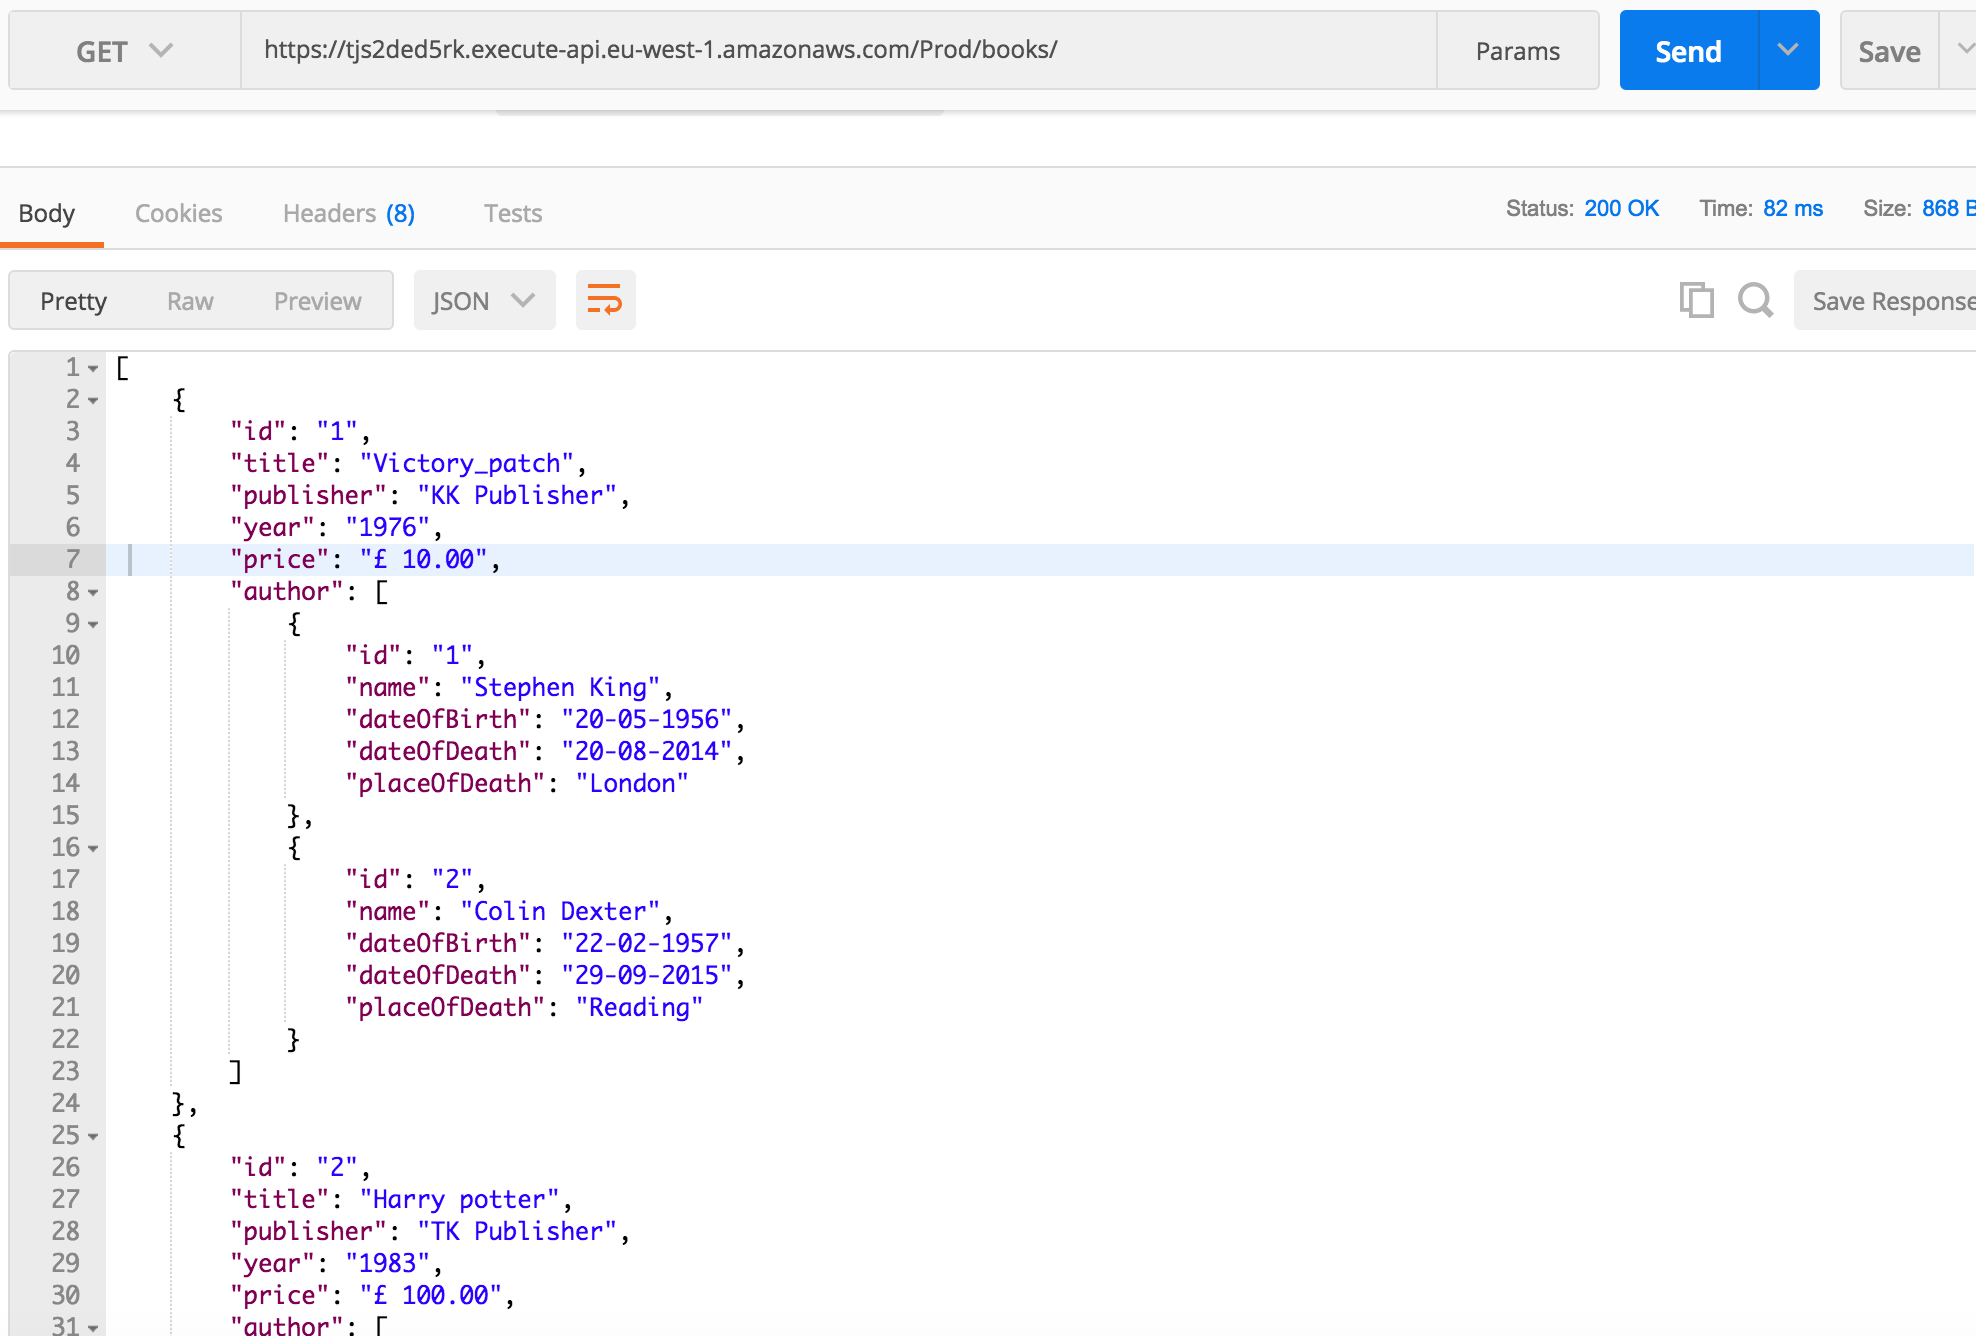 GET https://tjs2ded5rk.execute-api.eu-west-1.amazonaws.com/Prod/books/ Params Send Save
Body Cookies Headers (8) Tests Status: 200 OK Time: 82 ms Size: 868 B
Pretty Raw Preview JSON Save Response
1 [
2 {
3 "id": "1",
4 "title": "Victory_patch",
5 "publisher": "KK Publisher",
6 "year": "1976",
7 "price": "£ 10.00",
8 "author": [
9 {
10 "id": "1",
11 "name": "Stephen King",
12 "dateOfBirth": "20-05-1956",
13 "dateOfDeath": "20-08-2014",
14 "placeOfDeath": "London"
15 },
16 {
17 "id": "2",
18 "name": "Colin Dexter",
19 "dateOfBirth": "22-02-1957",
20 "dateOfDeath": "29-09-2015",
21 "placeOfDeath": "Reading"
22 }
23 ]
24 },
25 {
26 "id": "2",
27 "title": "Harry potter",
28 "publisher": "TK Publisher",
29 "year": "1983",
30 "price": "£ 100.00",
31 "author": [